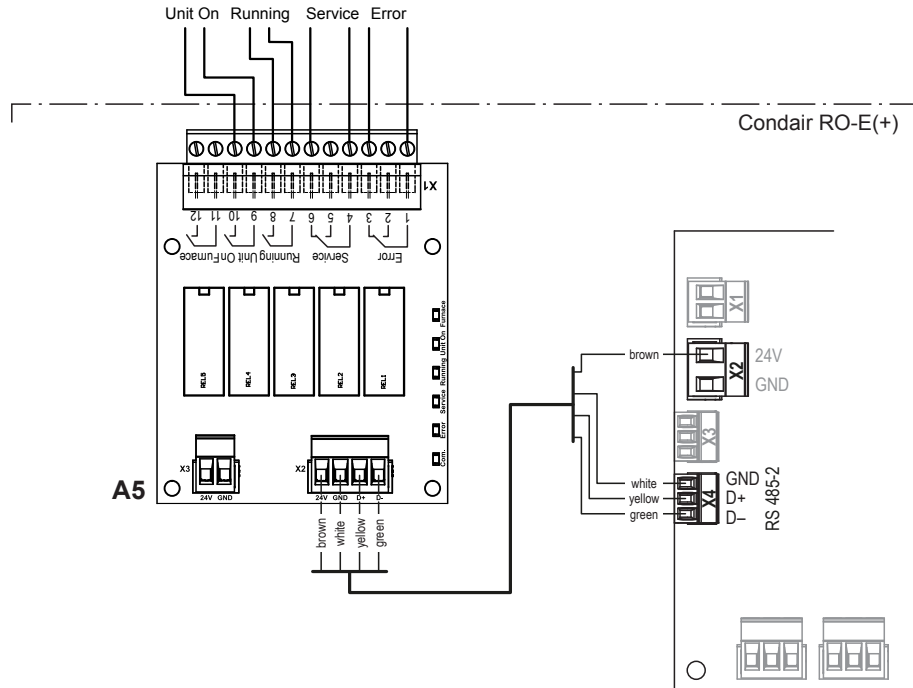 Unit On Running Service Error
Condair RO-E(+)
X1
12 11 10 9 8 7 6 5 4 3 2 1
Furnace Unit On Running Service Error
REL5 REL4 REL3 REL2 REL1
Com. Error Service Running Unit On Furnace
X3
24V GND
X2
24V GND D+ D-
A5
brown
white
yellow
green
X1
brown
X2
24V
GND
X3
white
yellow
green
X4
GND
D+
D–
RS 485-2